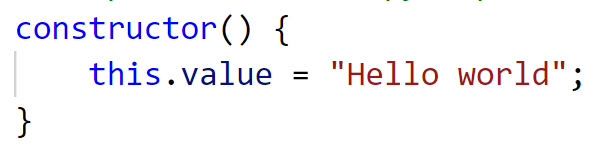 constructor() {
    this.value = "Hello world";
}